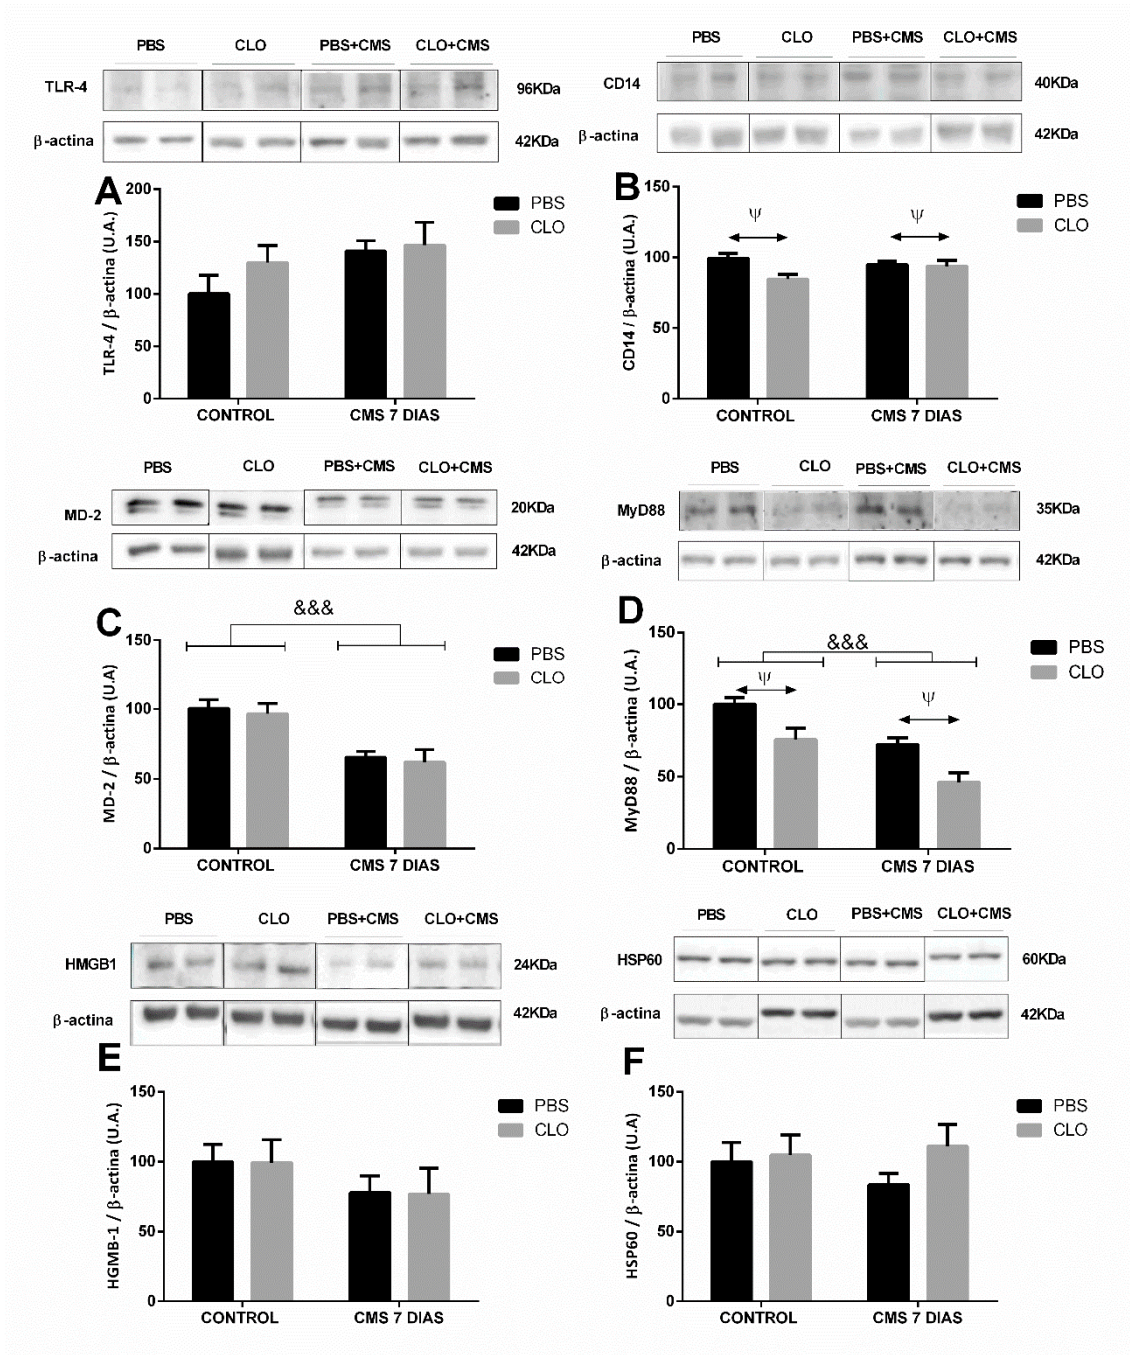 PBS CLO PBS+CMS CLO+CMS
TLR-4 96KDa
β-actina 42KDa
A
TLR-4 / β-actina (U.A.)
200
150
100
50
0
CONTROL CMS 7 DIAS
PBS
CLO
PBS CLO PBS+CMS CLO+CMS
CD14 40KDa
β-actina 42KDa
B
CD14 / β-actina (U.A.)
150
100
50
0
ψ ψ
CONTROL CMS 7 DIAS
PBS
CLO
PBS CLO PBS+CMS CLO+CMS
MD-2 20KDa
β-actina 42KDa
C
&&&
MD-2 / β-actina (U.A)
150
100
50
0
CONTROL CMS 7 DIAS
PBS
CLO
PBS CLO PBS+CMS CLO+CMS
MyD88 35KDa
β-actina 42KDa
D
&&&
ψ ψ
MyD88 / β-actina (U.A.)
150
100
50
0
CONTROL CMS 7 DIAS
PBS
CLO
PBS CLO PBS+CMS CLO+CMS
HMGB1 24KDa
β-actina 42KDa
E
HGMB-1 / β-actina (U.A.)
150
100
50
0
CONTROL CMS 7 DIAS
PBS
CLO
PBS CLO PBS+CMS CLO+CMS
HSP60 60KDa
β-actina 42KDa
F
HSP60 / β-actina (U.A)
150
100
50
0
CONTROL CMS 7 DIAS
PBS
CLO